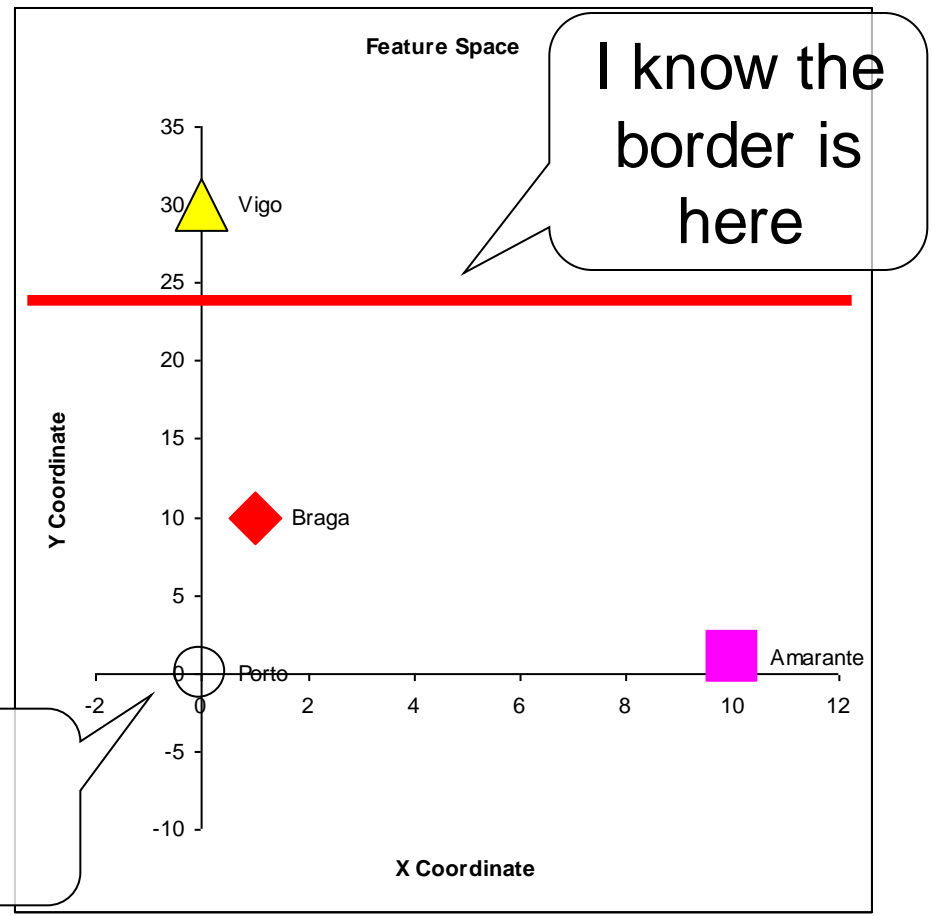 Feature Space
I know the
border is
here
35
30
Vigo
25
20
15
10
Braga
5
0
Porto
Amarante
-2
0
2
4
6
8
10
12
-5
-10
Y Coordinate
X Coordinate